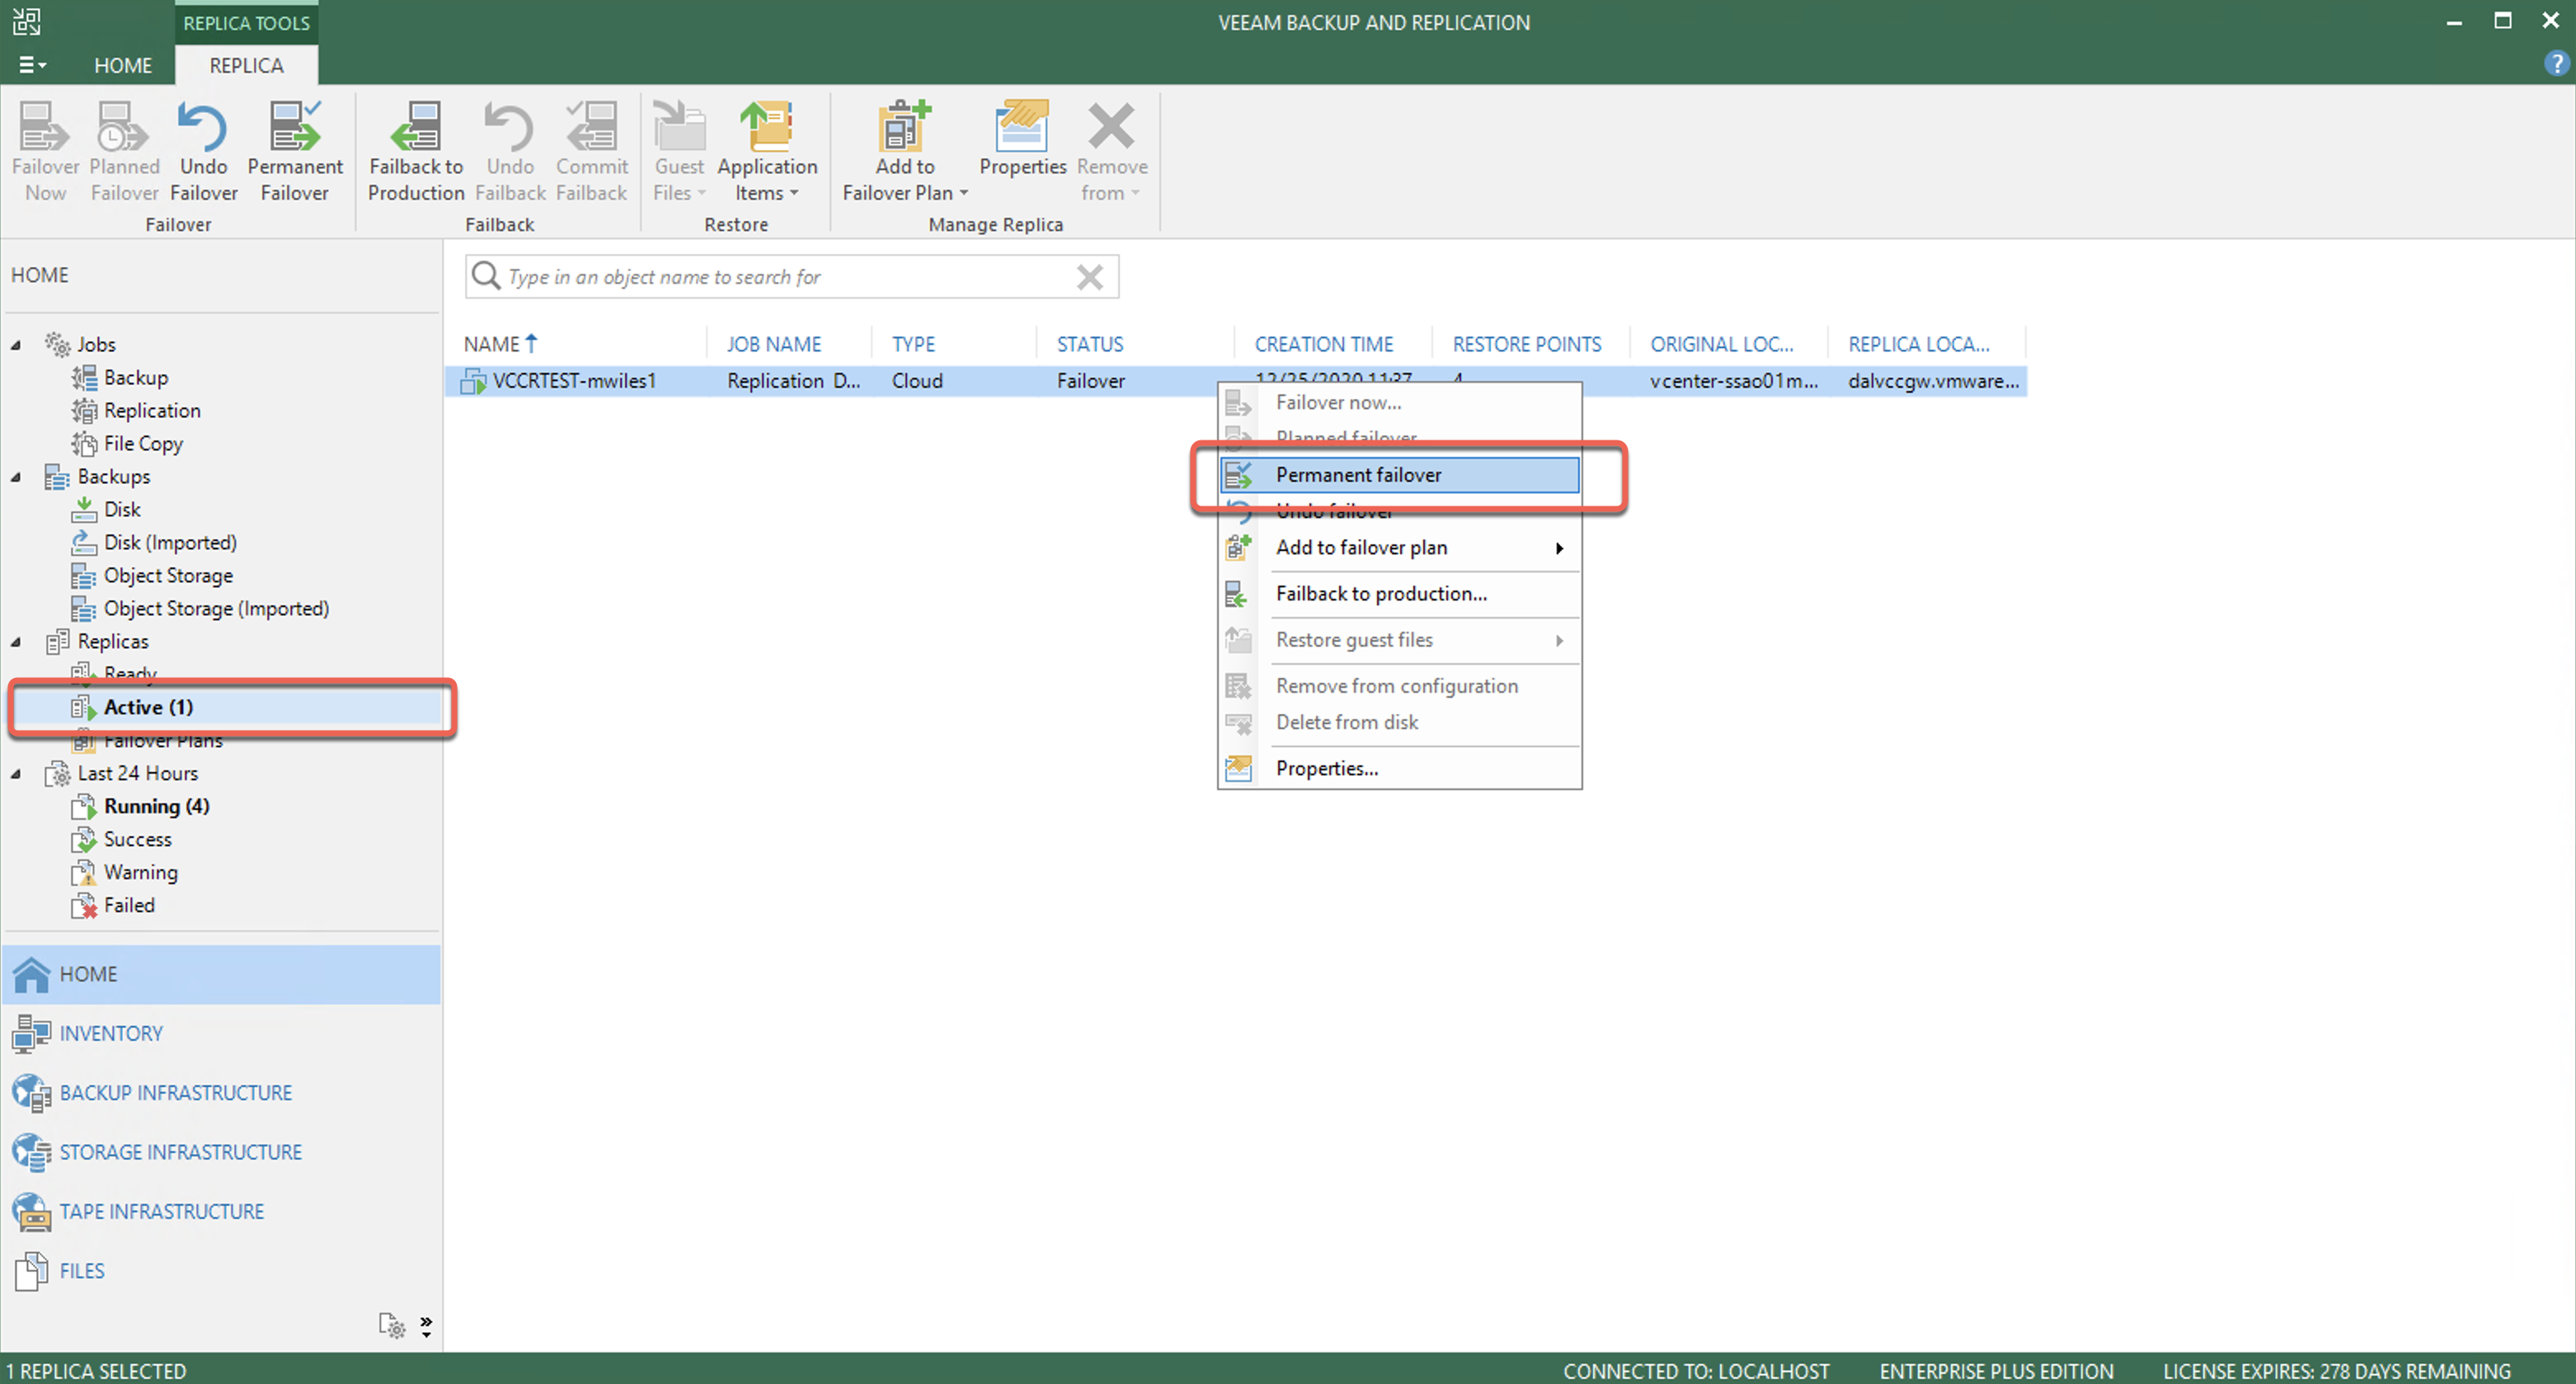 REPLICA TOOLS
VEEAM BACKUP AND REPLICATION
HOME
REPLICA
?
Failover Now
Planned Failover
Undo Failover
Permanent Failover
Failover
Failback to Production
Undo Failback
Commit Failback
Failback
Guest Files
Application Items
Restore
Add to Failover Plan
Properties
Remove from
Manage Replica
HOME
Jobs
Backup
Replication
File Copy
Backups
Disk
Disk (Imported)
Object Storage
Object Storage (Imported)
Replicas
Ready
Active (1)
Failover Plans
Last 24 Hours
Running (4)
Success
Warning
Failed
HOME
INVENTORY
BACKUP INFRASTRUCTURE
STORAGE INFRASTRUCTURE
TAPE INFRASTRUCTURE
FILES
Type in an object name to search for
NAME JOB NAME TYPE STATUS CREATION TIME RESTORE POINTS ORIGINAL LOC... REPLICA LOCA...
VCCRTEST-mwiles1 Replication D... Cloud Failover 12/25/2020 11:37 4 vcenter-ssao01m... dalvccgw.vmware...
Failover now...
Planned failover
Permanent failover
Undo failover
Add to failover plan
Failback to production...
Restore guest files
Remove from configuration
Delete from disk
Properties...
1 REPLICA SELECTED
CONNECTED TO: LOCALHOST
ENTERPRISE PLUS EDITION
LICENSE EXPIRES: 278 DAYS REMAINING